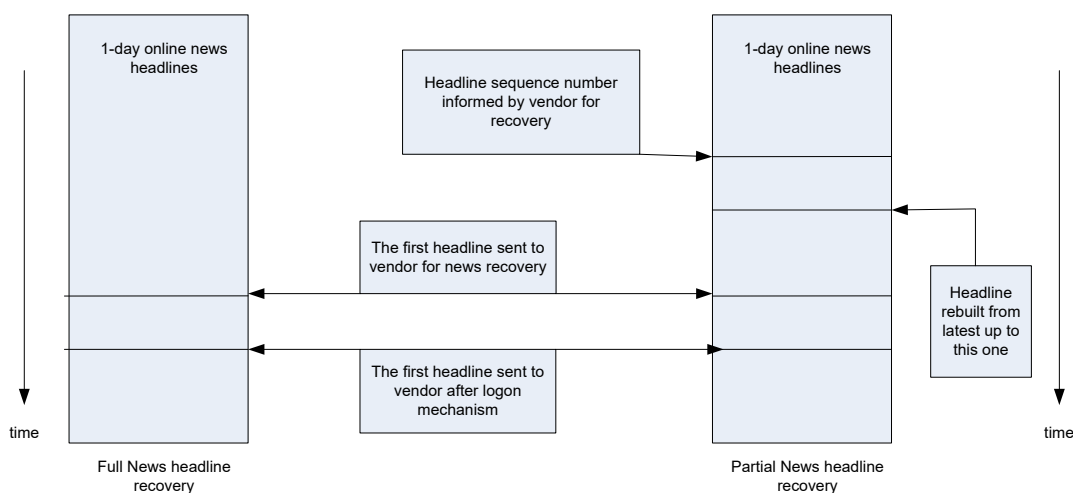 1-day online news
headlines
Headline sequence number
informed by vendor for
recovery
1-day online news
headlines
The first headline sent to
vendor for news recovery
Headline
rebuilt from
latest up to
this one
The first headline sent to
vendor after logon
mechanism
time
time
Full News headline
recovery
Partial News headline
recovery